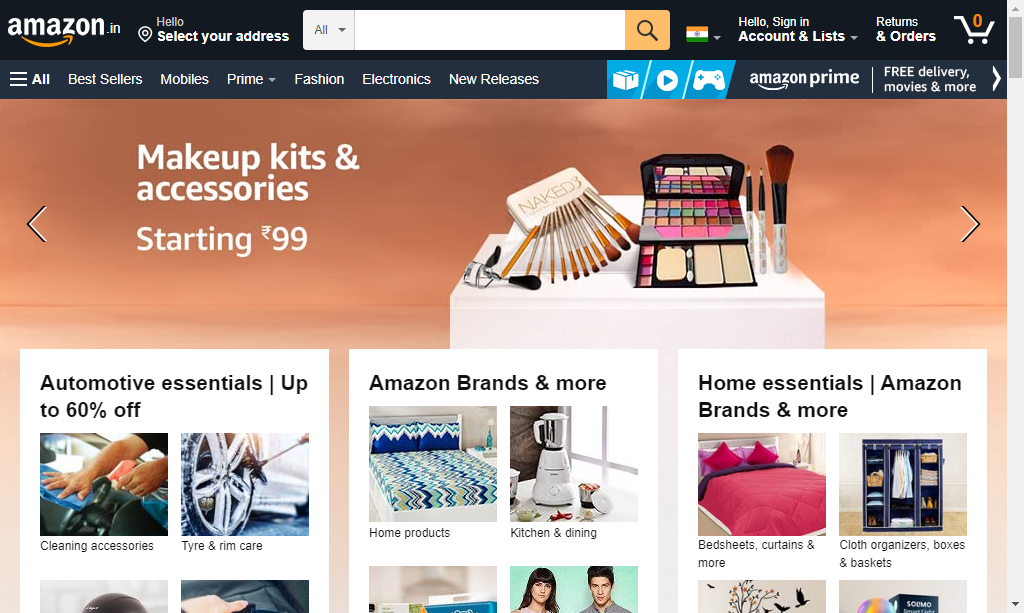 amazon.in
Hello
Select your address
All
Hello, Sign in
Account & Lists
Returns
& Orders
0
All
Best Sellers
Mobiles
Prime
Fashion
Electronics
New Releases
amazon prime
FREE delivery,
movies & more
Makeup kits &
accessories
Starting ₹99
NAKED3
Automotive essentials | Up
to 60% off
Cleaning accessories
Tyre & rim care
Amazon Brands & more
Home products
Kitchen & dining
Home essentials | Amazon
Brands & more
Bedsheets, curtains &
more
Cloth organizers, boxes
& baskets
SOLIMO